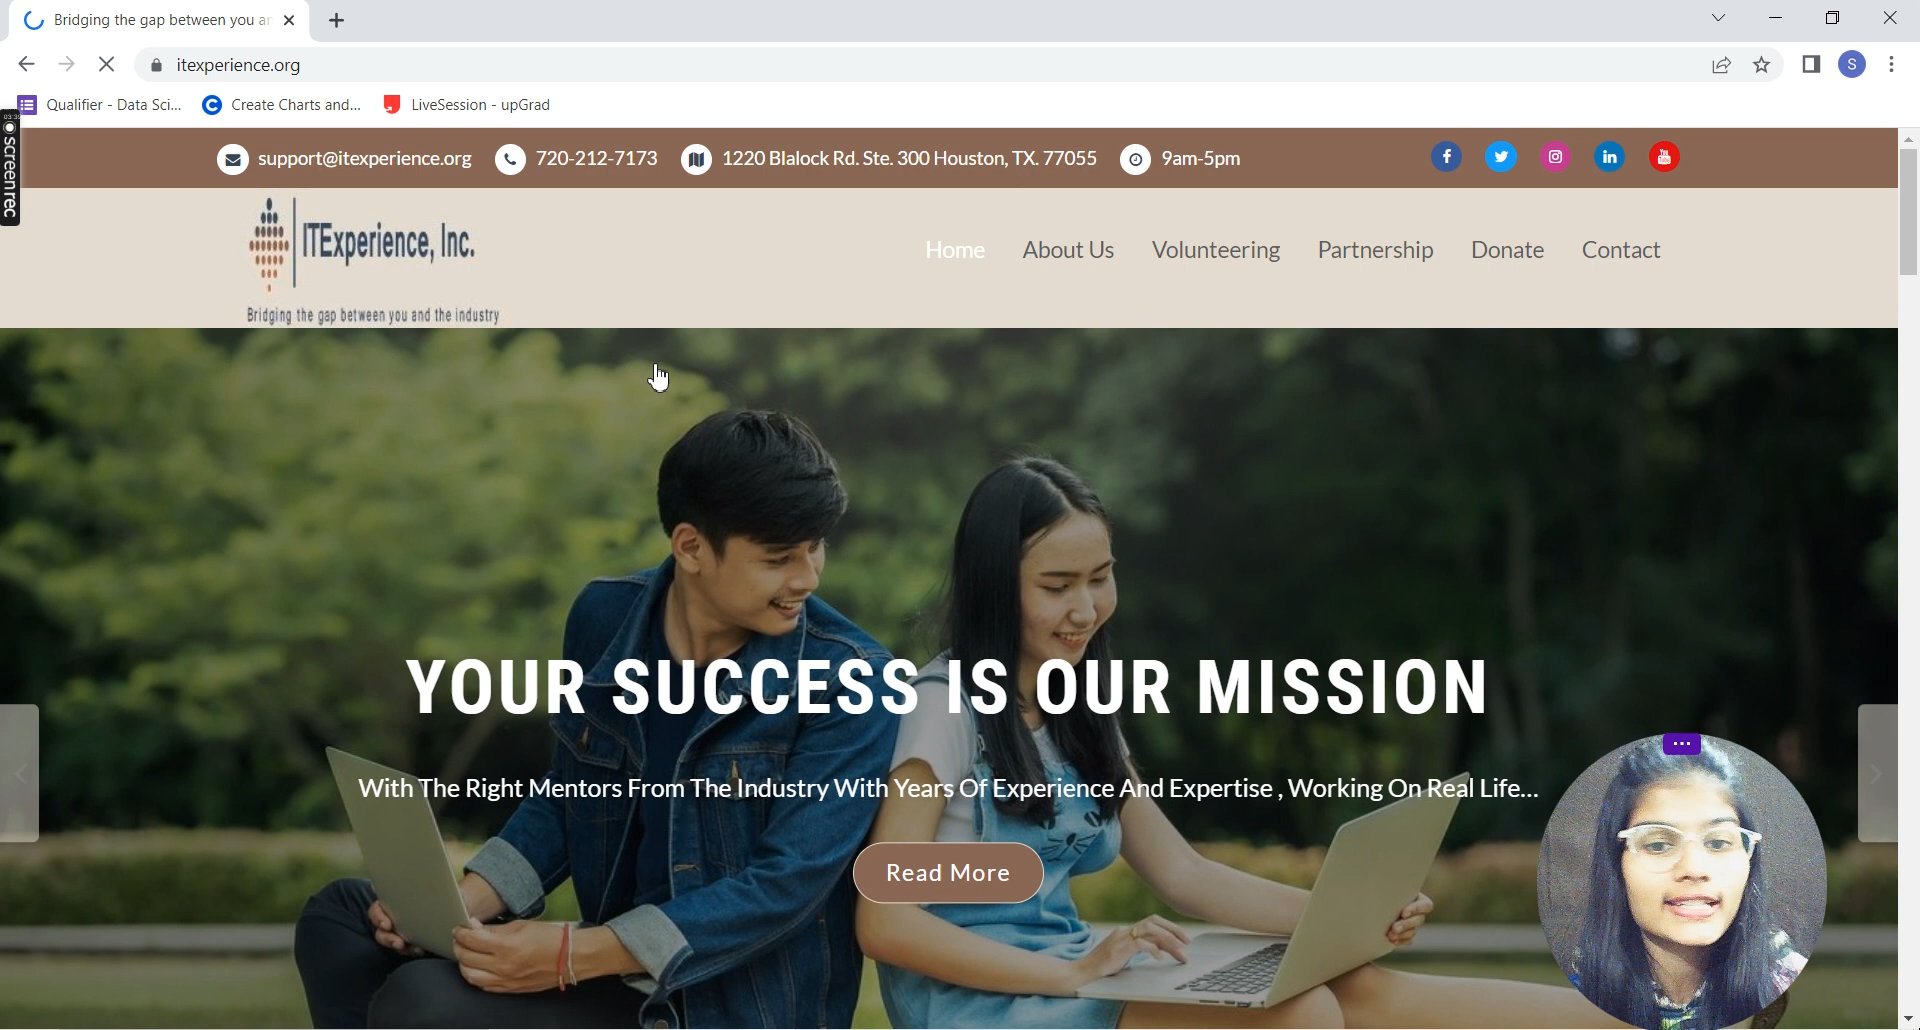 Bridging the gap between you an
itexperience.org
S
Qualifier - Data Sci...
Create Charts and...
LiveSession - upGrad
screenrec
support@itexperience.org
720-212-7173
1220 Blalock Rd. Ste. 300 Houston, TX. 77055
9am-5pm
ITExperience, Inc.
Bridging the gap between you and the industry
Home
About Us
Volunteering
Partnership
Donate
Contact
YOUR SUCCESS IS OUR MISSION
With The Right Mentors From The Industry With Years Of Experience And Expertise , Working On Real Life...
Read More